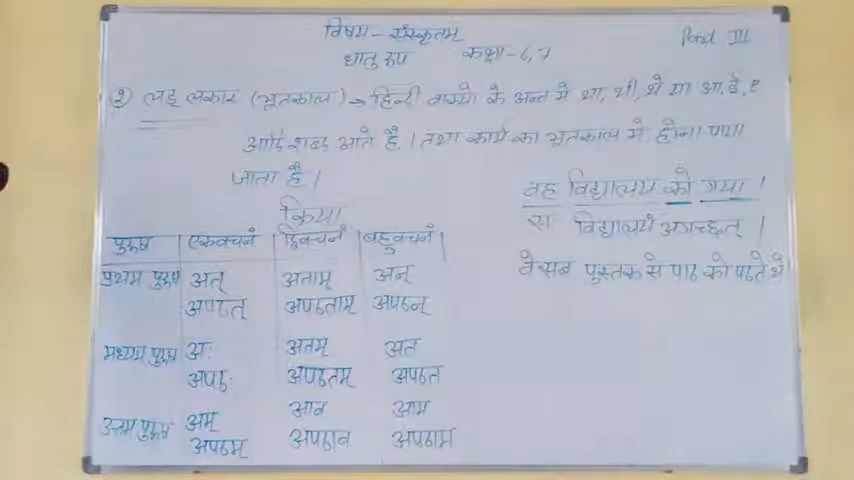 विषय - संस्कृतम्
Part III
धातु रूप कक्षा - 6, 7
२) लङ् लकार (भूतकाल) → हिन्दी वाक्यो के अन्त मे था, थी, थे या आ, ई, ए
आदि शब्द आते है। तथा कार्य का भूतकाल मे होना पाया
जाता है।
वह विद्यालय को गया।
सः विद्यालयं अगच्छत्।
वे सब पुस्तक से पाठ को पढते थे
क्रिया
पुरुष एकवचनं द्विवचनं बहुवचनं
प्रथम पुरुष अत् अताम् अन्
अपठत् अपठताम् अपठन्
मध्यम पुरुष अः अतम् अत
अपठः अपठतम् अपठत
उत्तम पुरुष अम् आव आम
अपठम् अपठाव अपठाम